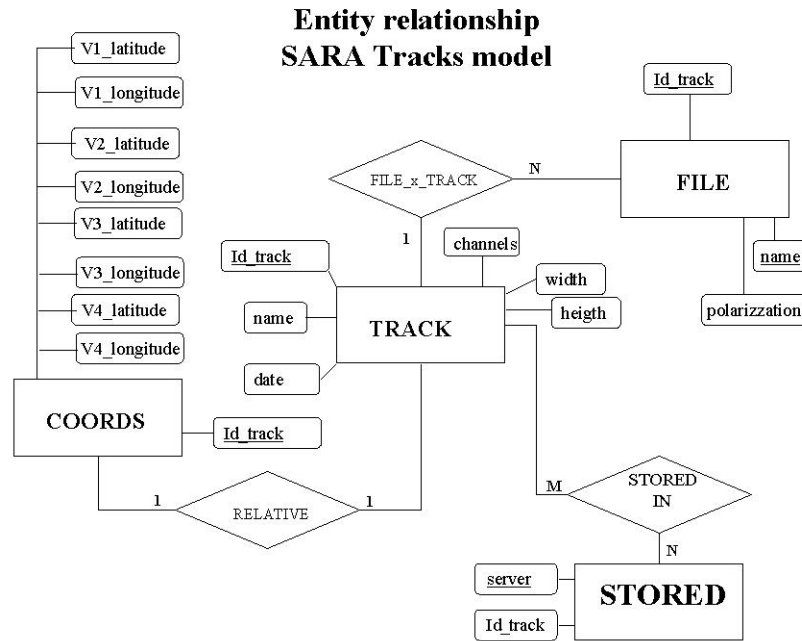 Entity relationship
SARA Tracks model
V1_latitude
V1_longitude
V2_latitude
V2_longitude
V3_latitude
V3_longitude
V4_latitude
V4_longitude
COORDS
Id_track
1
RELATIVE
1
FILE_x_TRACK
N
1
Id_track
FILE
name
polarizzation
Id_track
name
date
channels
width
heigth
TRACK
M
STORED
IN
N
server
Id_track
STORED